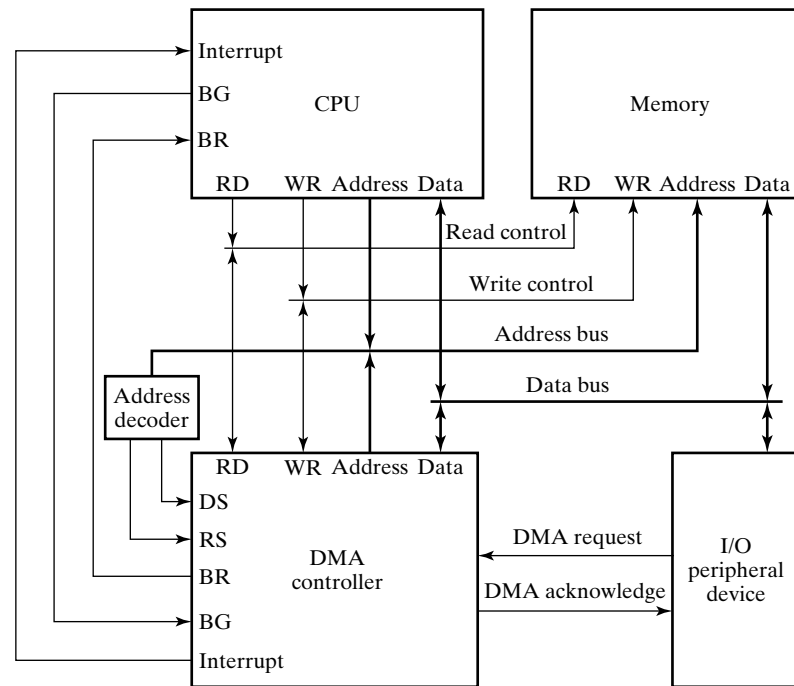 Interrupt
BG
CPU
Memory
BR
RD WR Address Data
RD WR Address Data
Read control
Write control
Address bus
Data bus
Address
decoder
RD WR Address Data
DS
RS
BR
BG
Interrupt
DMA
controller
DMA request
DMA acknowledge
I/O
peripheral
device